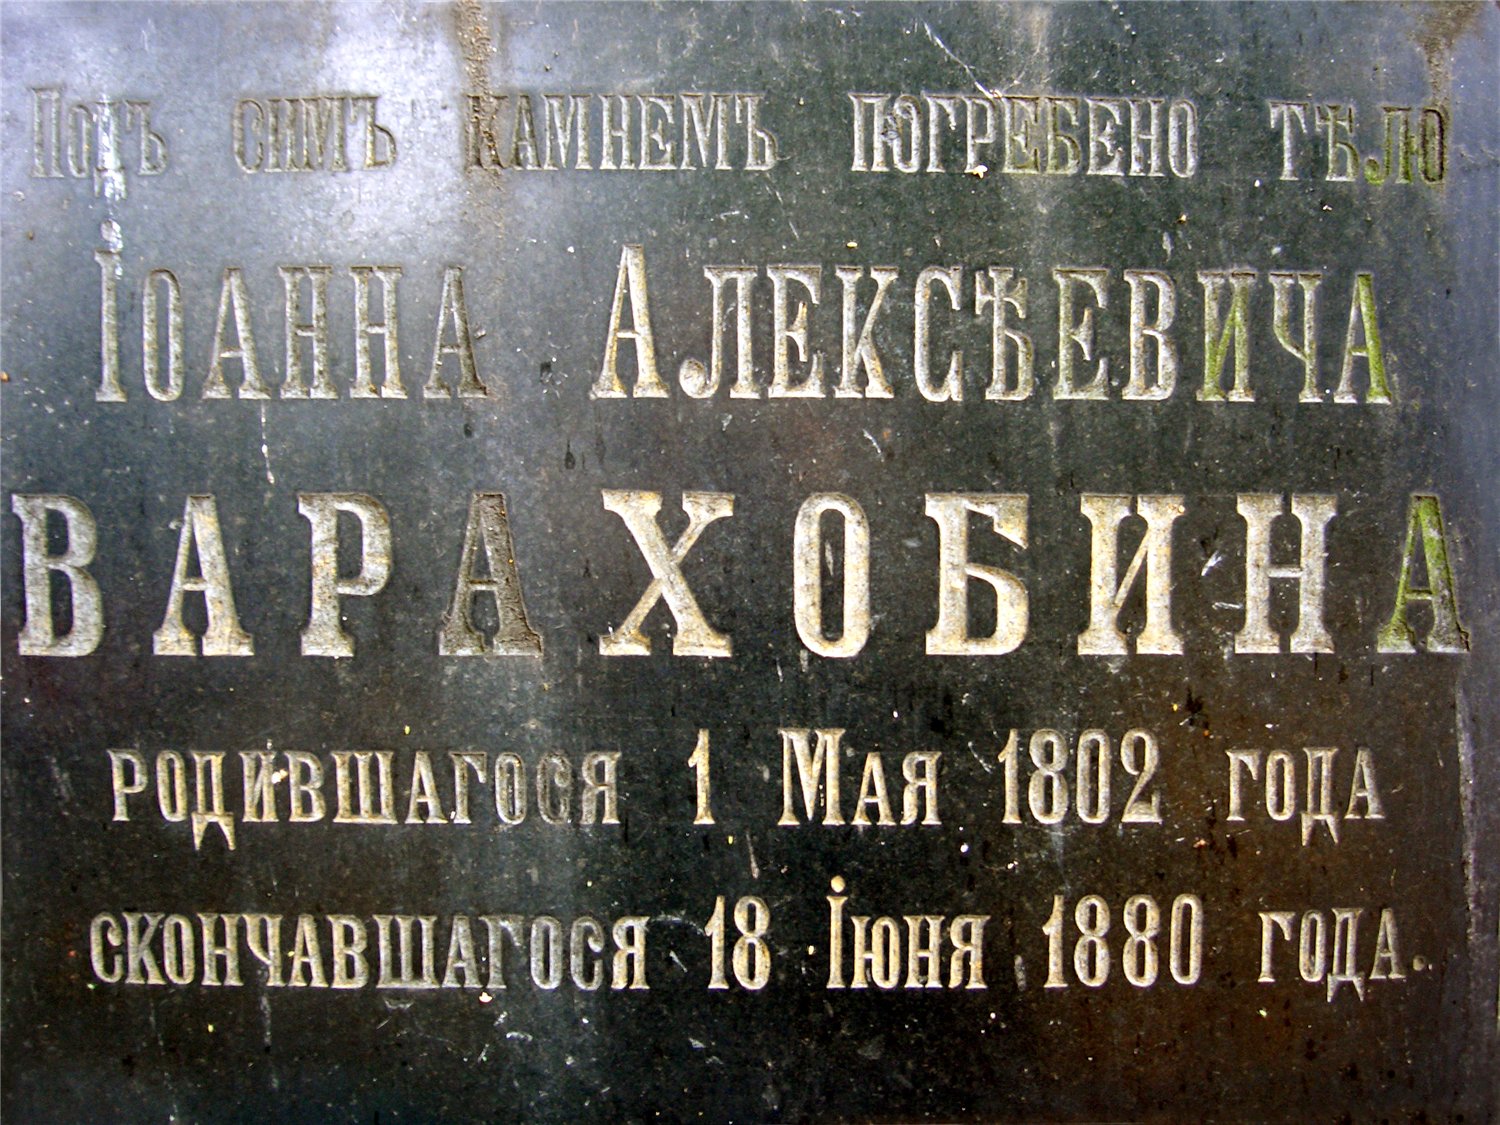 Подъ симъ камнемъ погребено тѣло
Іоанна Алексѣевича
ВАРАХОБИНА
родившагося 1 Мая 1802 года
скончавшагося 18 Іюня 1880 года.